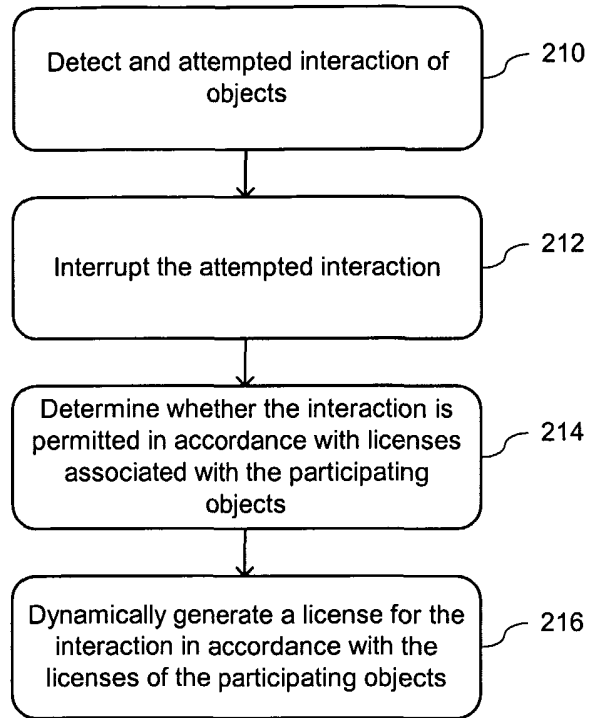 Detect and attempted interaction of
objects
210
Interrupt the attempted interaction
212
Determine whether the interaction is
permitted in accordance with licenses
associated with the participating
objects
214
Dynamically generate a license for the
interaction in accordance with the
licenses of the participating objects
216